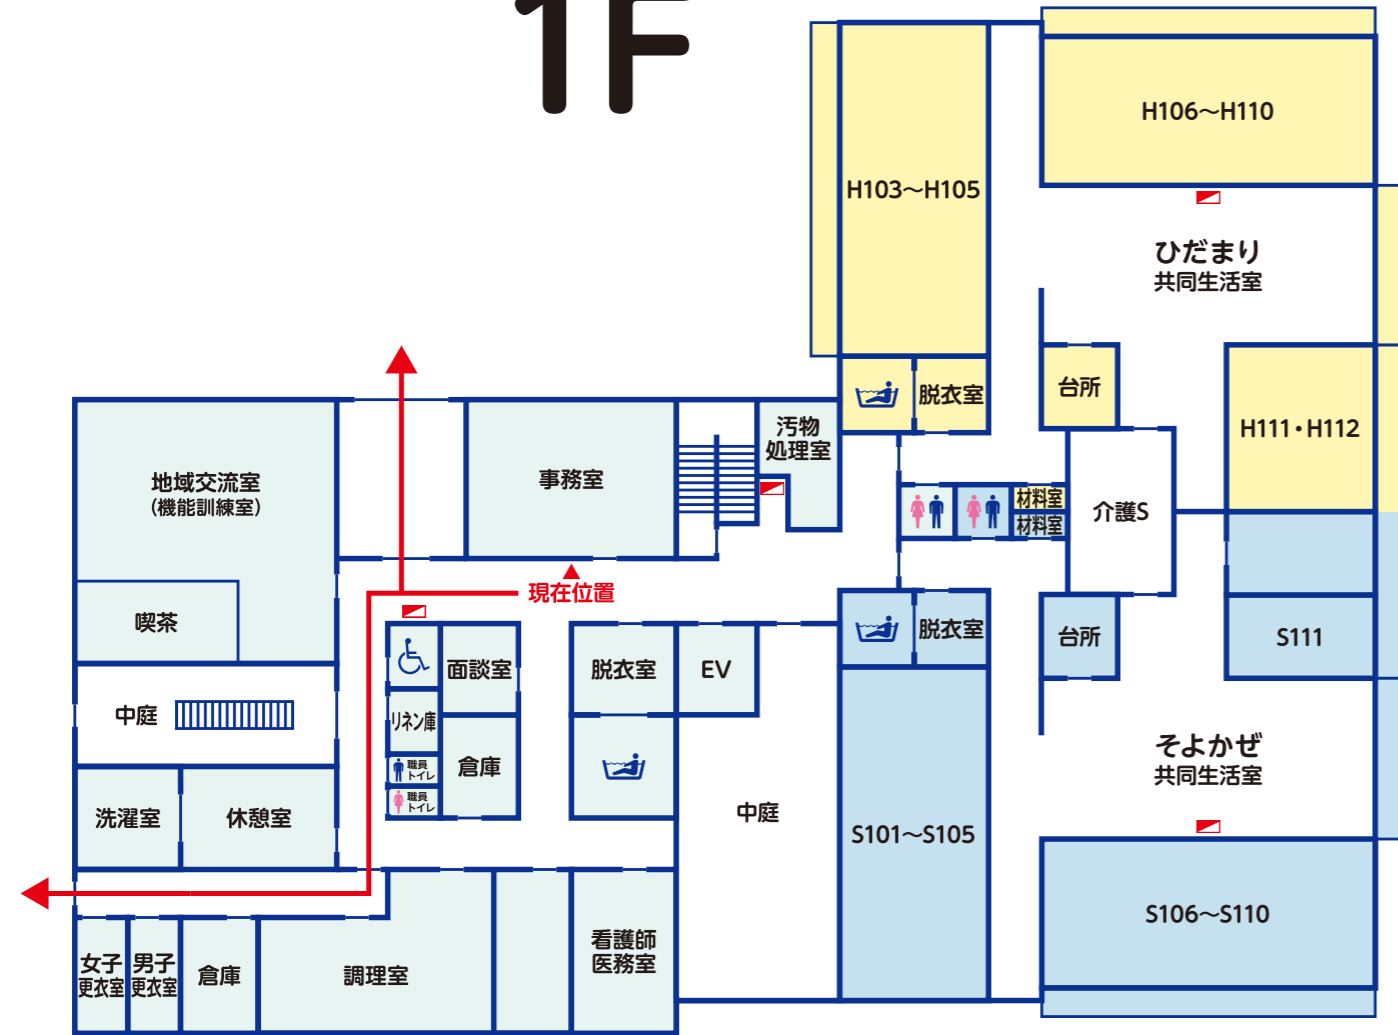 1F
H106～H110
H103～H105
ひだまり
共同生活室
脱衣室
台所
汚物
処理室
H111・H112
地域交流室
(機能訓練室)
事務室
材料室
材料室
介護S
現在位置
喫茶
面談室
脱衣室
EV
脱衣室
台所
S111
中庭
リネン庫
職員
トイレ
職員
トイレ
倉庫
そよかぜ
共同生活室
洗濯室
休憩室
中庭
S101～S105
S106～S110
女子
更衣室
男子
更衣室
倉庫
調理室
看護師
医務室